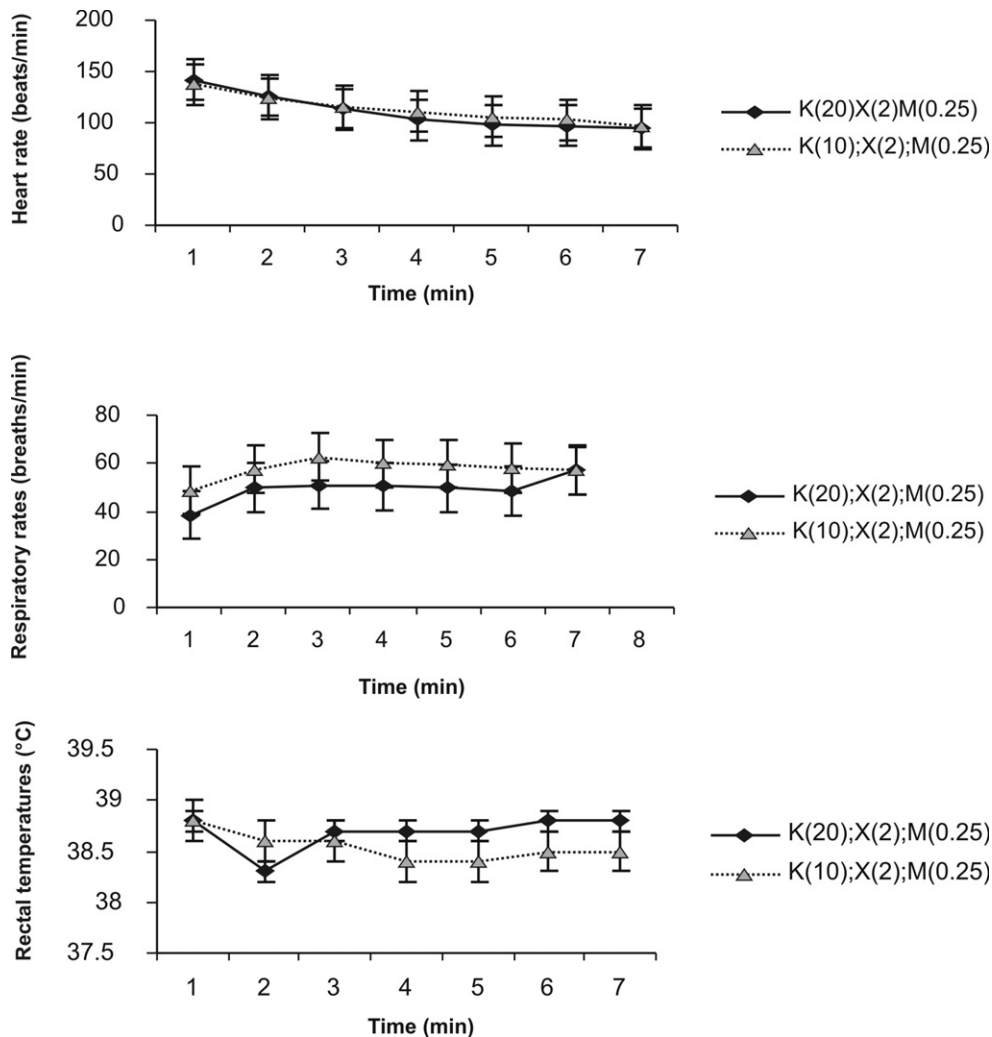 Heart rate (beats/min)
200
150
100
50
0
1 2 3 4 5 6 7
Time (min)
K(20)X(2)M(0.25)
K(10);X(2);M(0.25)
Respiratory rates (breaths/min)
80
60
40
20
0
1 2 3 4 5 6 7 8
Time (min)
K(20);X(2);M(0.25)
K(10);X(2);M(0.25)
Rectal temperatures (°C)
39.5
39
38.5
38
37.5
1 2 3 4 5 6 7
Time (min)
K(20);X(2);M(0.25)
K(10);X(2);M(0.25)